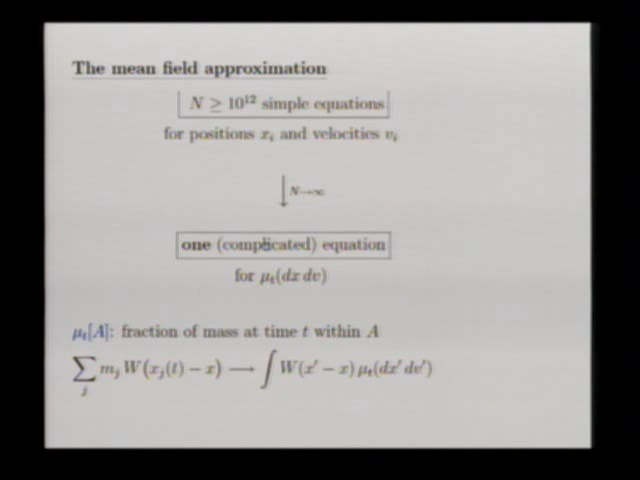 The mean field approximation
N ≥ 10¹² simple equations
for positions xᵢ and velocities vᵢ
N→∞
one (complicated) equation
for μₜ(dx dv)
μₜ[A]: fraction of mass at time t within A
∑ⱼ mⱼ W(xⱼ(t) − x) ⟶ ∫ W(x′ − x) μₜ(dx′ dv′)